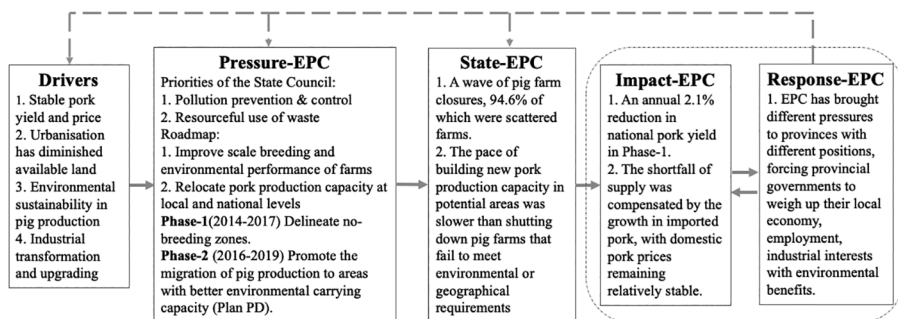 Drivers
1. Stable pork
yield and price
2. Urbanisation
has diminished
available land
3. Environmental
sustainability in
pig production
4. Industrial
transformation
and upgrading
Pressure-EPC
Priorities of the State Council:
1. Pollution prevention & control
2. Resourceful use of waste
Roadmap:
1. Improve scale breeding and
environmental performance of farms
2. Relocate pork production capacity at
local and national levels
Phase-1(2014-2017) Delineate no-
breeding zones.
Phase-2 (2016-2019) Promote the
migration of pig production to areas
with better environmental carrying
capacity (Plan PD).
State-EPC
1. A wave of pig farm
closures, 94.6% of
which were scattered
farms.
2. The pace of
building new pork
production capacity in
potential areas was
slower than shutting
down pig farms that
fail to meet
environmental or
geographical
requirements
Impact-EPC
1. An annual 2.1%
reduction in
national pork yield
in Phase-1.
2. The shortfall of
supply was
compensated by the
growth in imported
pork, with domestic
pork prices
remaining
relatively stable.
Response-EPC
1. EPC has brought
different pressures
to provinces with
different positions,
forcing provincial
governments to
weigh up their local
economy,
employment,
industrial interests
with environmental
benefits.